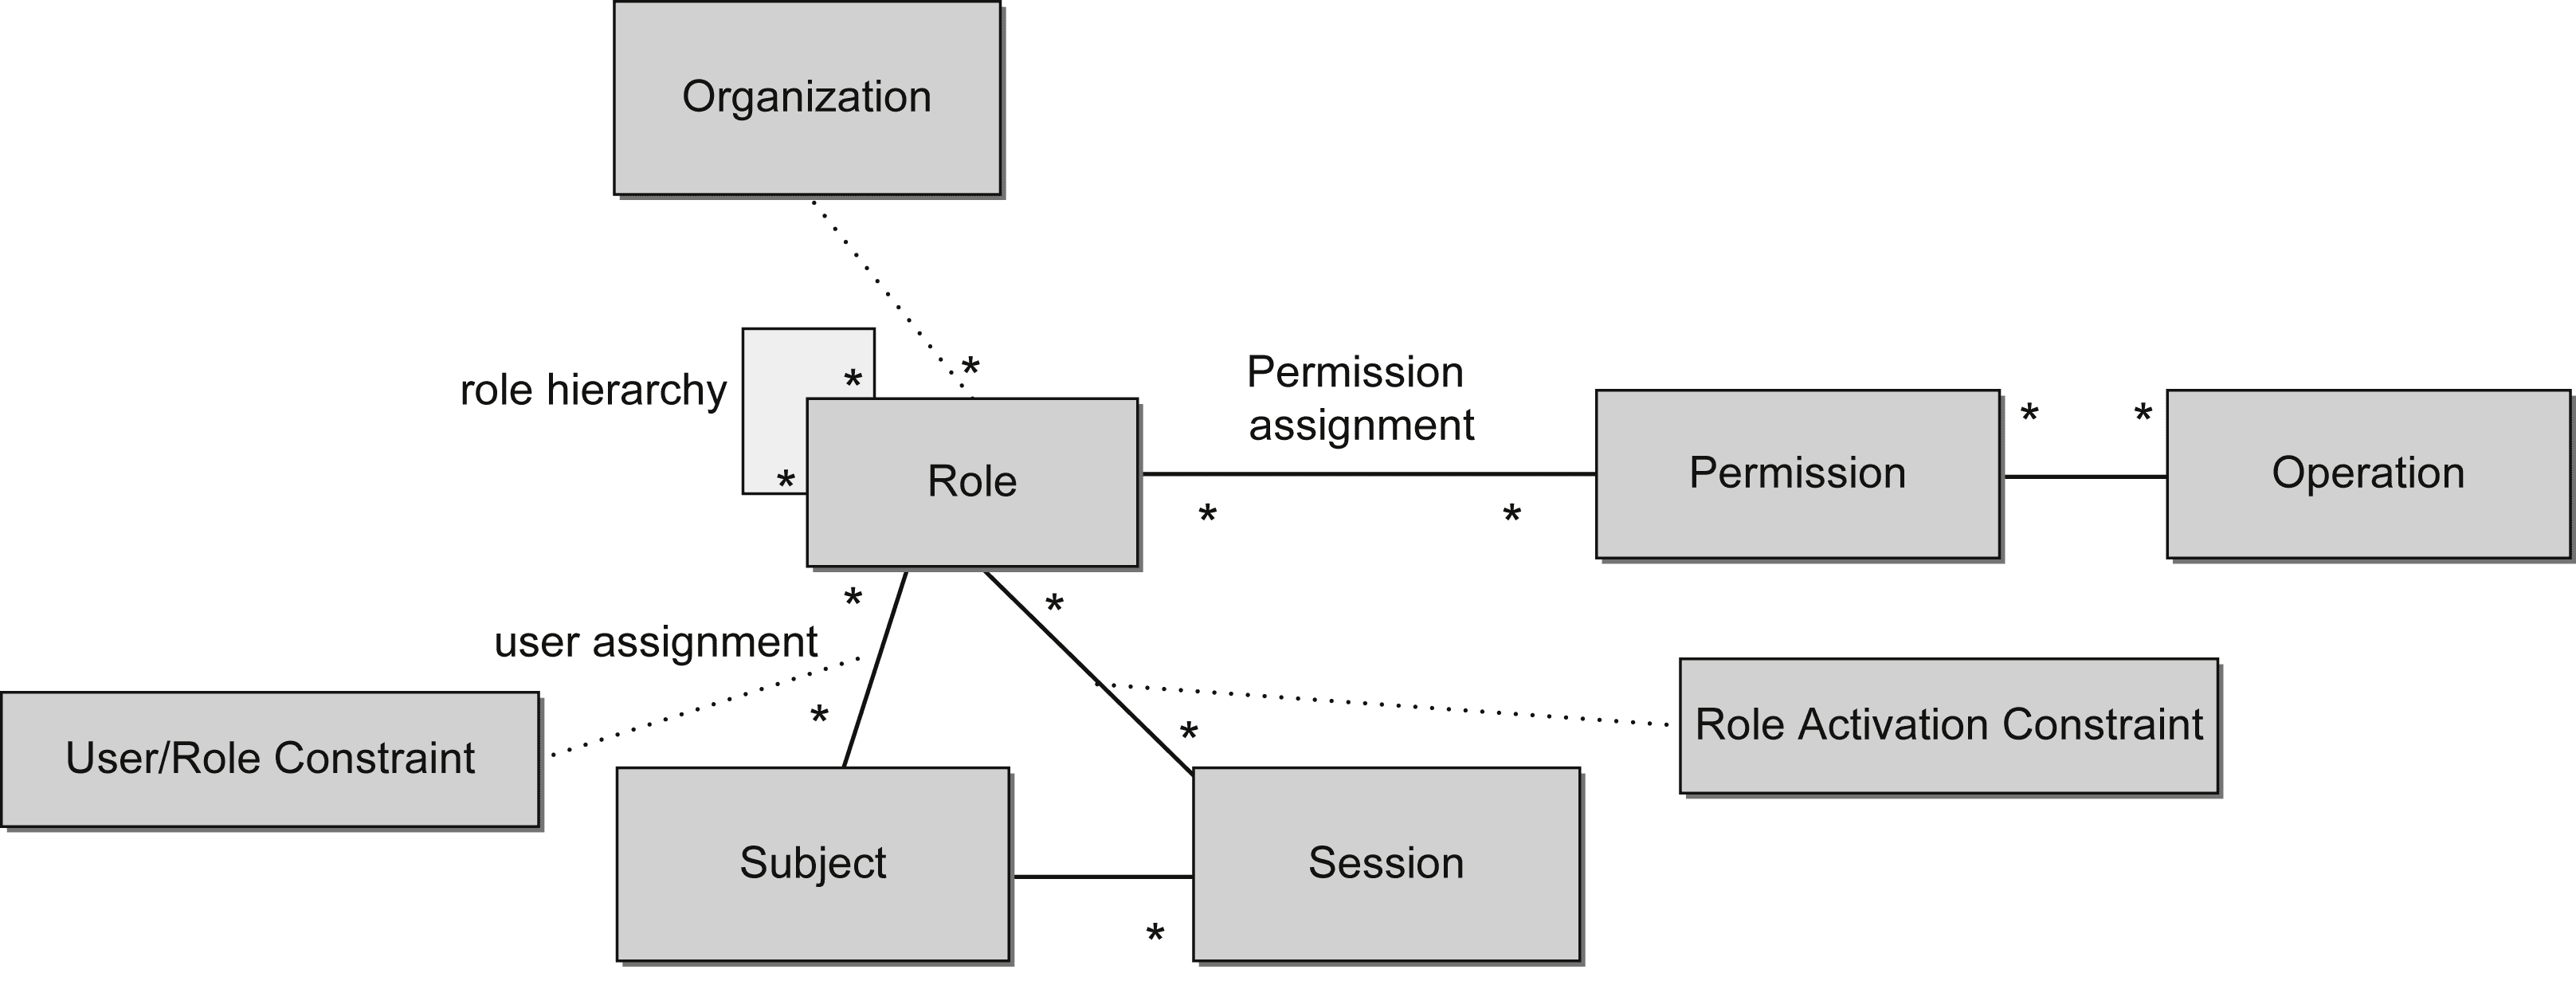 Organization
*
role hierarchy
*
*
Role
Permission
assignment
*
*
Permission
*
*
Operation
*
*
user assignment
*
*
User/Role Constraint
Role Activation Constraint
Subject
*
Session